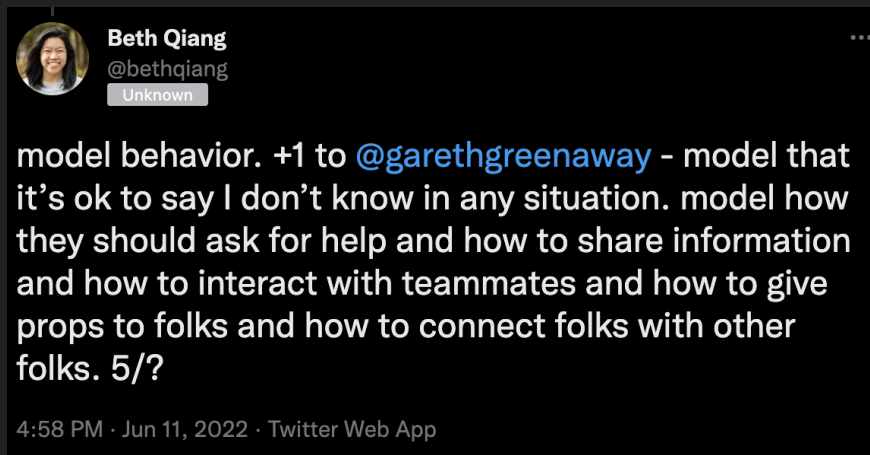 Beth Qiang
@bethqiang
Unknown
model behavior. +1 to @garethgreenaway - model that
it’s ok to say I don’t know in any situation. model how
they should ask for help and how to share information
and how to interact with teammates and how to give
props to folks and how to connect folks with other
folks. 5/?
4:58 PM · Jun 11, 2022 · Twitter Web App